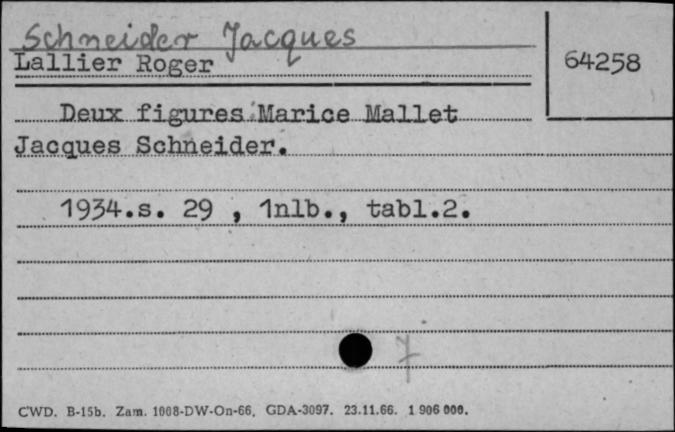 Schneider Jacques
Lallier Roger
64258
Deux figures:Marice Mallet
Jacques Schneider.
1934.s. 29 , 1nlb., tabl.2.
7
CWD. B-15b. Zam. 1008-DW-On-66. GDA-3097. 23.11.66. 1 906 000.